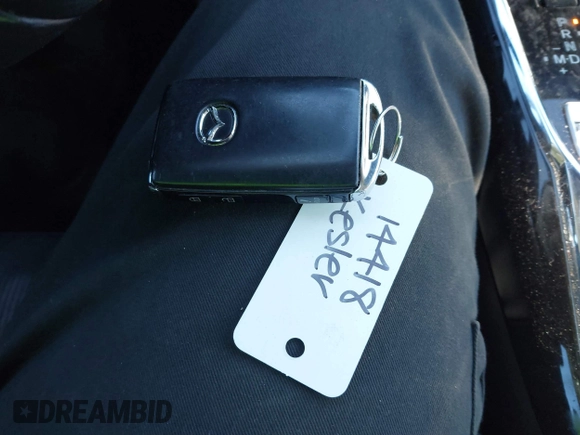 14418
Kesler
P
R
- N
M-D
+
DREAMBID